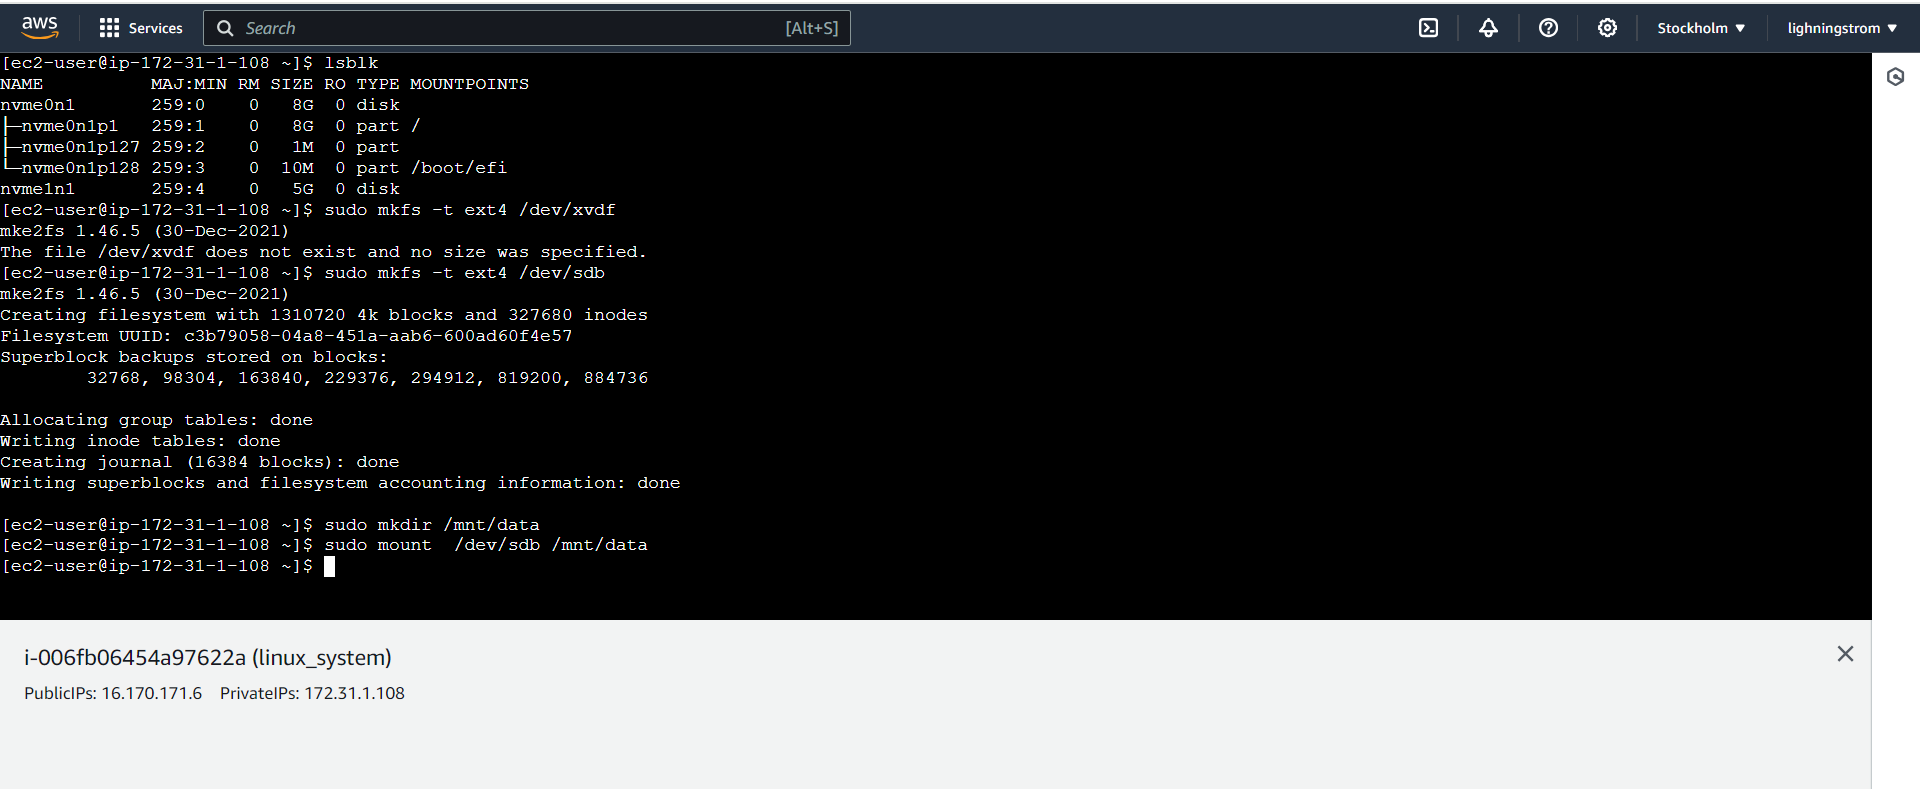 aws Services Search [Alt+S] Stockholm ▼ lighningstrom ▼
[ec2-user@ip-172-31-1-108 ~]$ lsblk
NAME          MAJ:MIN RM SIZE RO TYPE MOUNTPOINTS
nvme0n1       259:0    0   8G  0 disk
├─nvme0n1p1   259:1    0   8G  0 part /
├─nvme0n1p127 259:2    0   1M  0 part
└─nvme0n1p128 259:3    0  10M  0 part /boot/efi
nvme1n1       259:4    0   5G  0 disk
[ec2-user@ip-172-31-1-108 ~]$ sudo mkfs -t ext4 /dev/xvdf
mke2fs 1.46.5 (30-Dec-2021)
The file /dev/xvdf does not exist and no size was specified.
[ec2-user@ip-172-31-1-108 ~]$ sudo mkfs -t ext4 /dev/sdb
mke2fs 1.46.5 (30-Dec-2021)
Creating filesystem with 1310720 4k blocks and 327680 inodes
Filesystem UUID: c3b79058-04a8-451a-aab6-600ad60f4e57
Superblock backups stored on blocks:
        32768, 98304, 163840, 229376, 294912, 819200, 884736
Allocating group tables: done
Writing inode tables: done
Creating journal (16384 blocks): done
Writing superblocks and filesystem accounting information: done
[ec2-user@ip-172-31-1-108 ~]$ sudo mkdir /mnt/data
[ec2-user@ip-172-31-1-108 ~]$ sudo mount  /dev/sdb /mnt/data
[ec2-user@ip-172-31-1-108 ~]$
i-006fb06454a97622a (linux_system)
PublicIPs: 16.170.171.6 PrivateIPs: 172.31.1.108